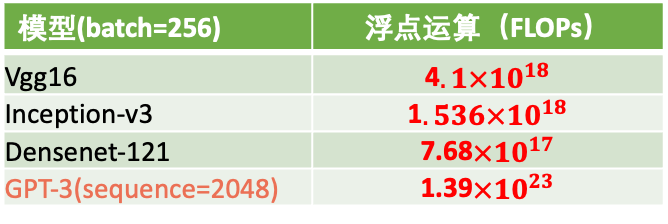 模型(batch=256) 浮点运算（FLOPs）
Vgg16 4.1×10¹⁸
Inception-v3 1.536×10¹⁸
Densenet-121 7.68×10¹⁷
GPT-3(sequence=2048) 1.39×10²³